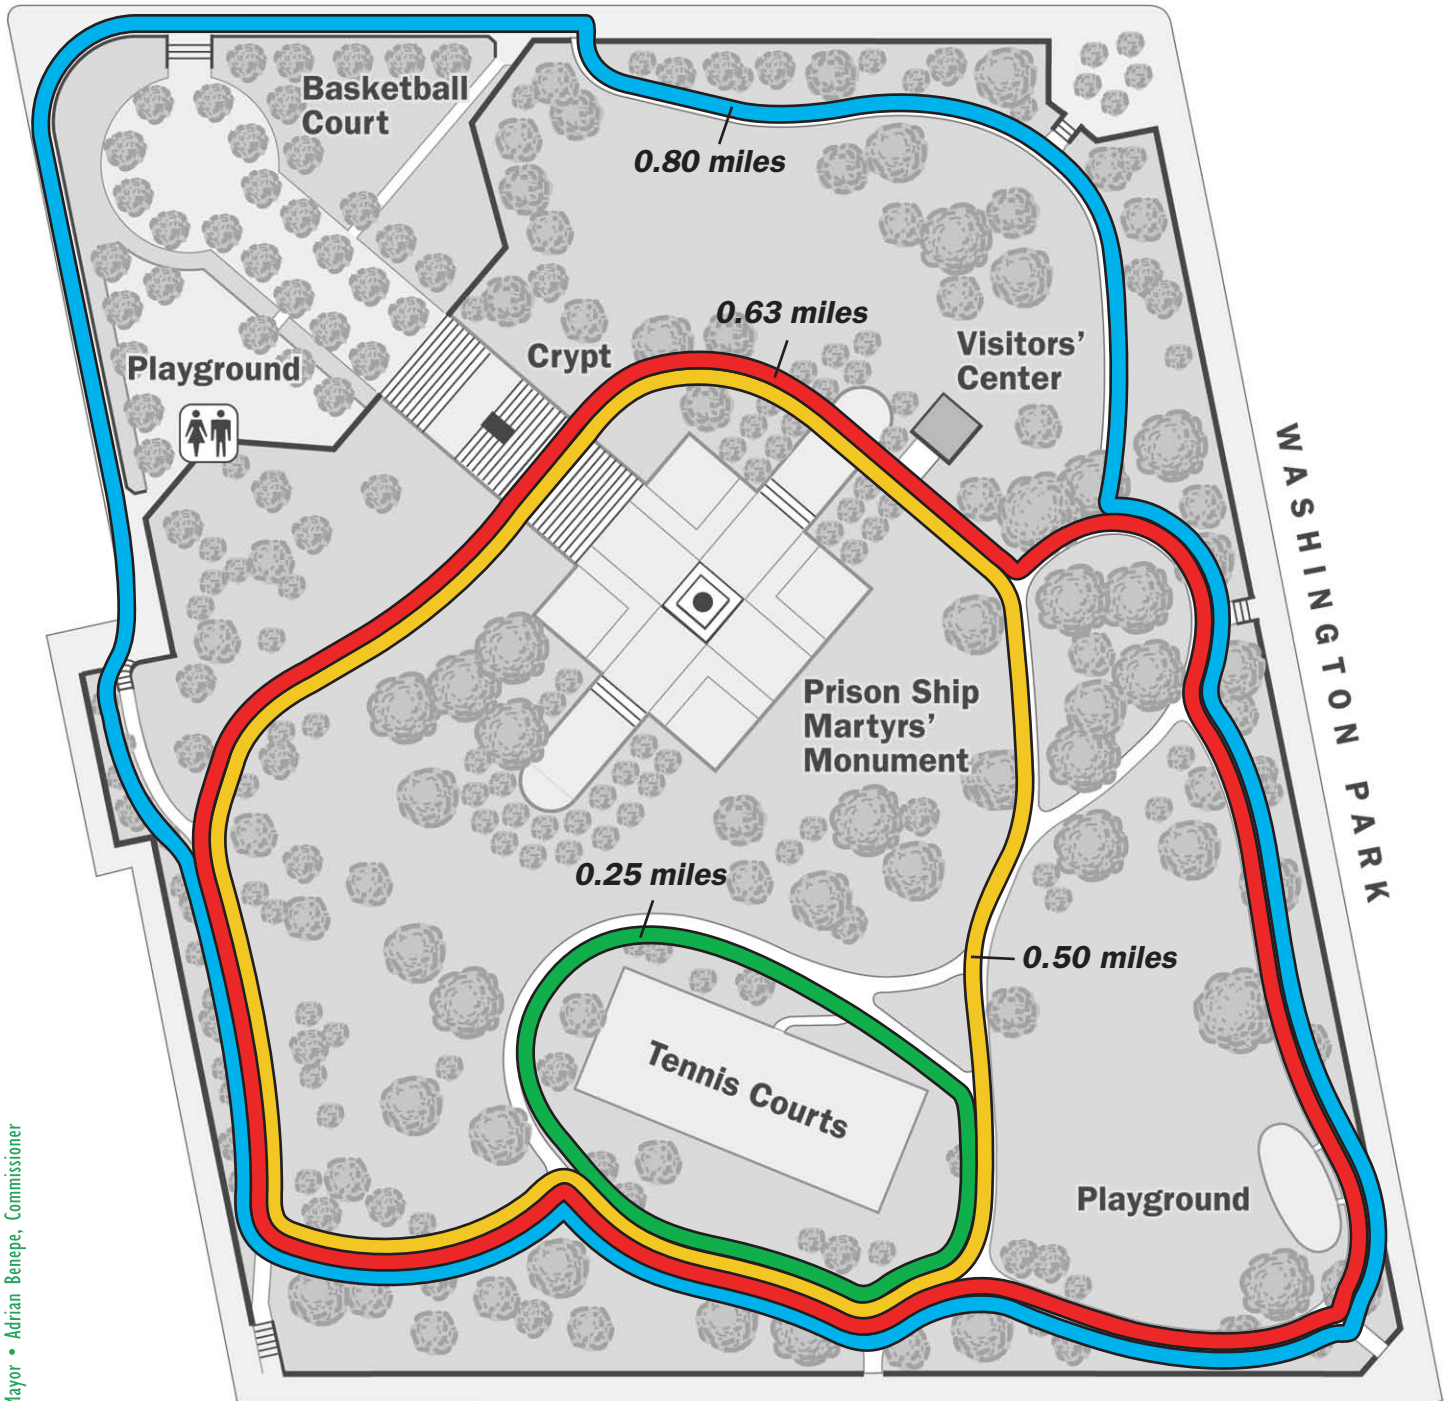 Basketball
Court
0.80 miles
0.63 miles
Visitors'
Center
Crypt
Playground
WASHINGTON PARK
Prison Ship
Martyrs'
Monument
0.25 miles
0.50 miles
Tennis Courts
Playground
Mayor • Adrian Benepe, Commissioner